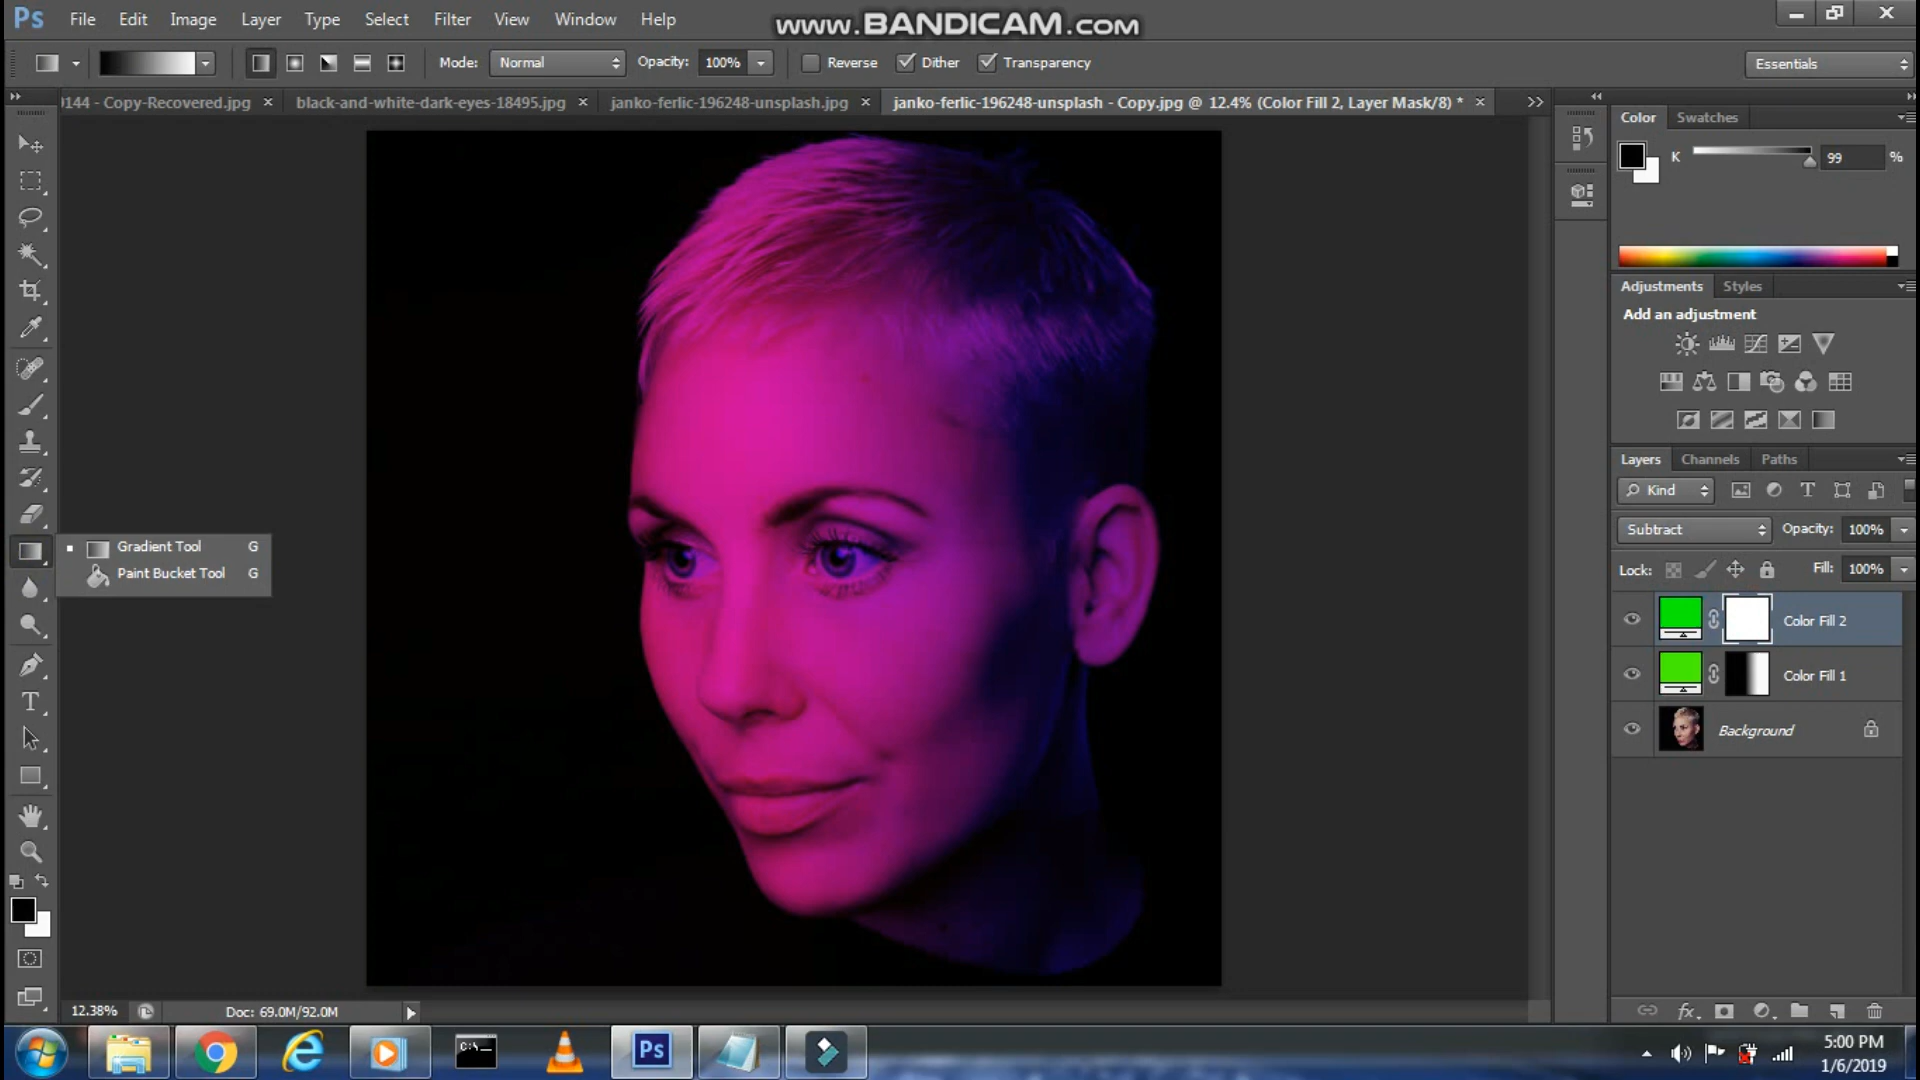 Ps File Edit Image Layer Type Select Filter View Window Help
www.BANDICAM.com
Mode: Normal Opacity: 100% Reverse Dither Transparency Essentials
0144 - Copy-Recovered.jpg × black-and-white-dark-eyes-18495.jpg × janko-ferlic-196248-unsplash.jpg × janko-ferlic-196248-unsplash - Copy.jpg @ 12.4% (Color Fill 2, Layer Mask/8) * ×
Color Swatches
K 99 %
Adjustments Styles
Add an adjustment
Layers Channels Paths
Kind
Subtract Opacity: 100%
Lock: Fill: 100%
Color Fill 2
Color Fill 1
Background
Gradient Tool G
Paint Bucket Tool G
T
12.38% Doc: 69.0M/92.0M
fx
C:\
Ps
5:00 PM
1/6/2019